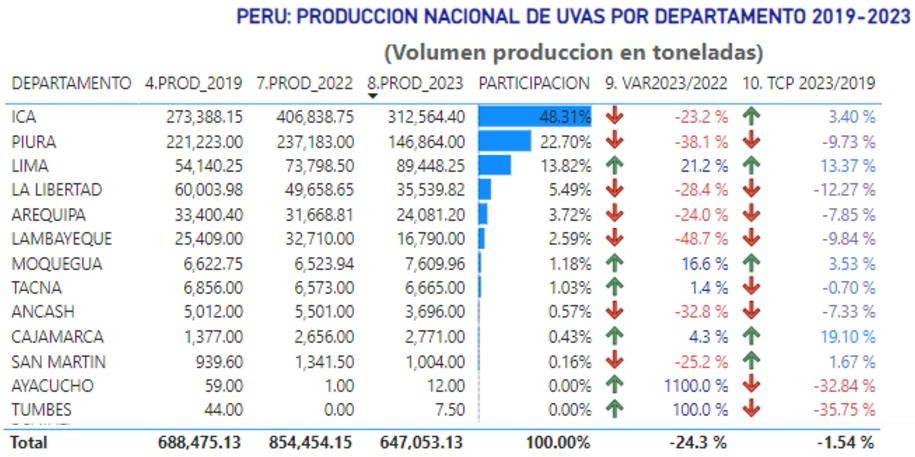 PERU: PRODUCCION NACIONAL DE UVAS POR DEPARTAMENTO 2019-2023
(Volumen produccion en toneladas)
DEPARTAMENTO 4.PROD_2019 7.PROD_2022 8.PROD_2023 PARTICIPACION 9. VAR2023/2022 10. TCP 2023/2019
ICA 273,388.15 406,838.75 312,564.40 48.31% -23.2 % 3.40 %
PIURA 221,223.00 237,183.00 146,864.00 22.70% -38.1 % -9.73 %
LIMA 54,140.25 73,798.50 89,448.25 13.82% 21.2 % 13.37 %
LA LIBERTAD 60,003.98 49,658.65 35,539.82 5.49% -28.4 % -12.27 %
AREQUIPA 33,400.40 31,668.81 24,081.20 3.72% -24.0 % -7.85 %
LAMBAYEQUE 25,409.00 32,710.00 16,790.00 2.59% -48.7 % -9.84 %
MOQUEGUA 6,622.75 6,523.94 7,609.96 1.18% 16.6 % 3.53 %
TACNA 6,856.00 6,573.00 6,665.00 1.03% 1.4 % -0.70 %
ANCASH 5,012.00 5,501.00 3,696.00 0.57% -32.8 % -7.33 %
CAJAMARCA 1,377.00 2,656.00 2,771.00 0.43% 4.3 % 19.10 %
SAN MARTIN 939.60 1,341.50 1,004.00 0.16% -25.2 % 1.67 %
AYACUCHO 59.00 1.00 12.00 0.00% 1100.0 % -32.84 %
TUMBES 44.00 0.00 7.50 0.00% 100.0 % -35.75 %
Total 688,475.13 854,454.15 647,053.13 100.00% -24.3 % -1.54 %